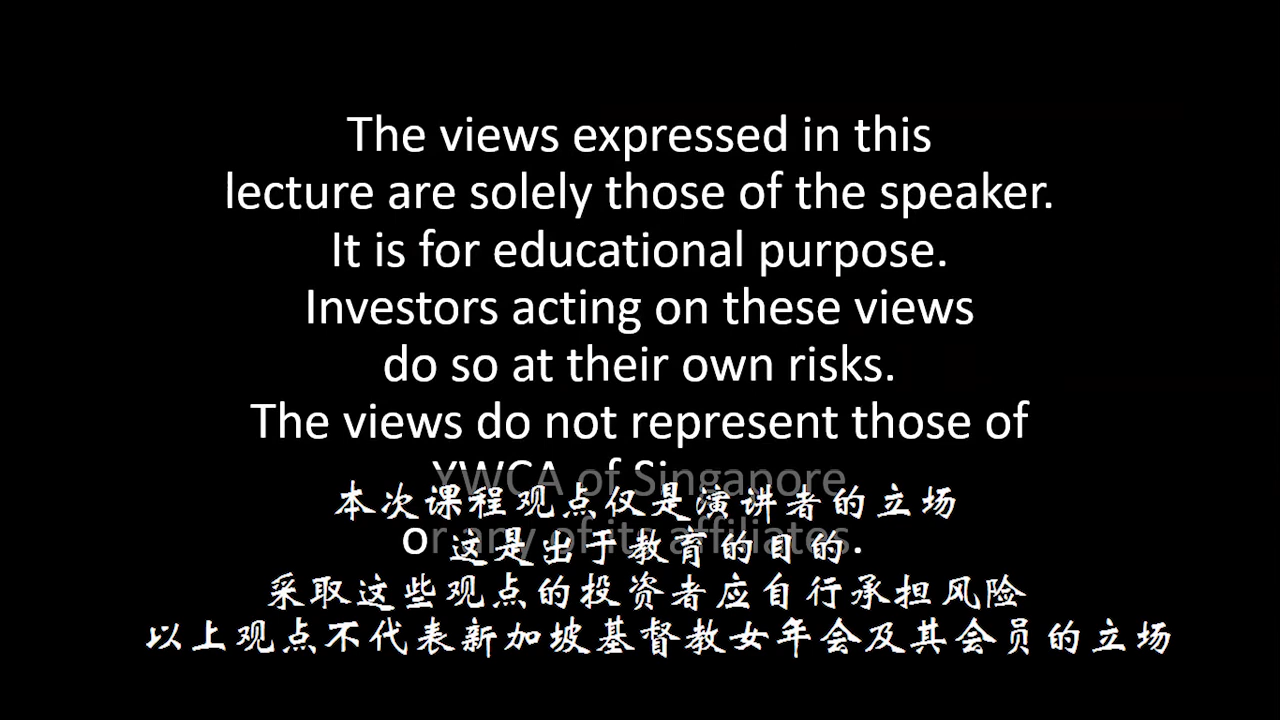 The views expressed in this
lecture are solely those of the speaker.
It is for educational purpose.
Investors acting on these views
do so at their own risks.
The views do not represent those of
YWCA of Singapore
本次课程观点仅是演讲者的立场
or any of its affiliates.
这是出于教育的目的
采取这些观点的投资者应自行承担风险
以上观点不代表新加坡基督教女年会及其会员的立场